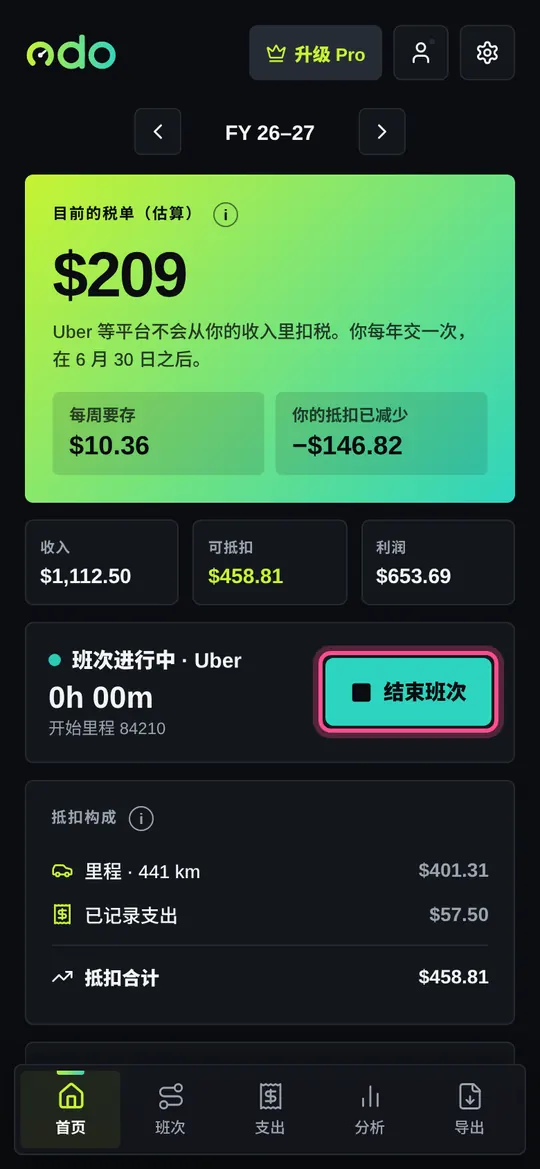 odo
升级 Pro
FY 26–27
目前的税单（估算）
$209
Uber 等平台不会从你的收入里扣税。你每年交一次，
在 6 月 30 日之后。
每周要存
$10.36
你的抵扣已减少
−$146.82
收入
$1,112.50
可抵扣
$458.81
利润
$653.69
班次进行中 · Uber
0h 00m
开始里程 84210
结束班次
抵扣构成
里程 · 441 km
$401.31
已记录支出
$57.50
抵扣合计
$458.81
首页
班次
支出
分析
导出